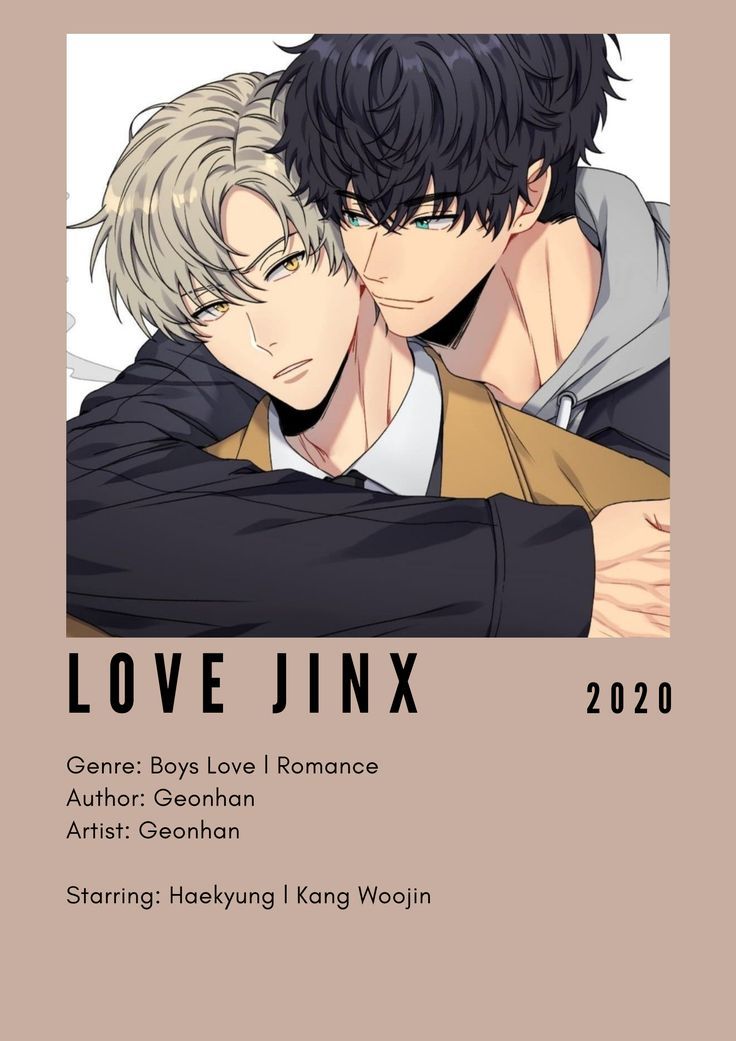 LOVE JINX 2020
Genre: Boys Love | Romance
Author: Geonhan
Artist: Geonhan
Starring: Haekyung | Kang Woojin